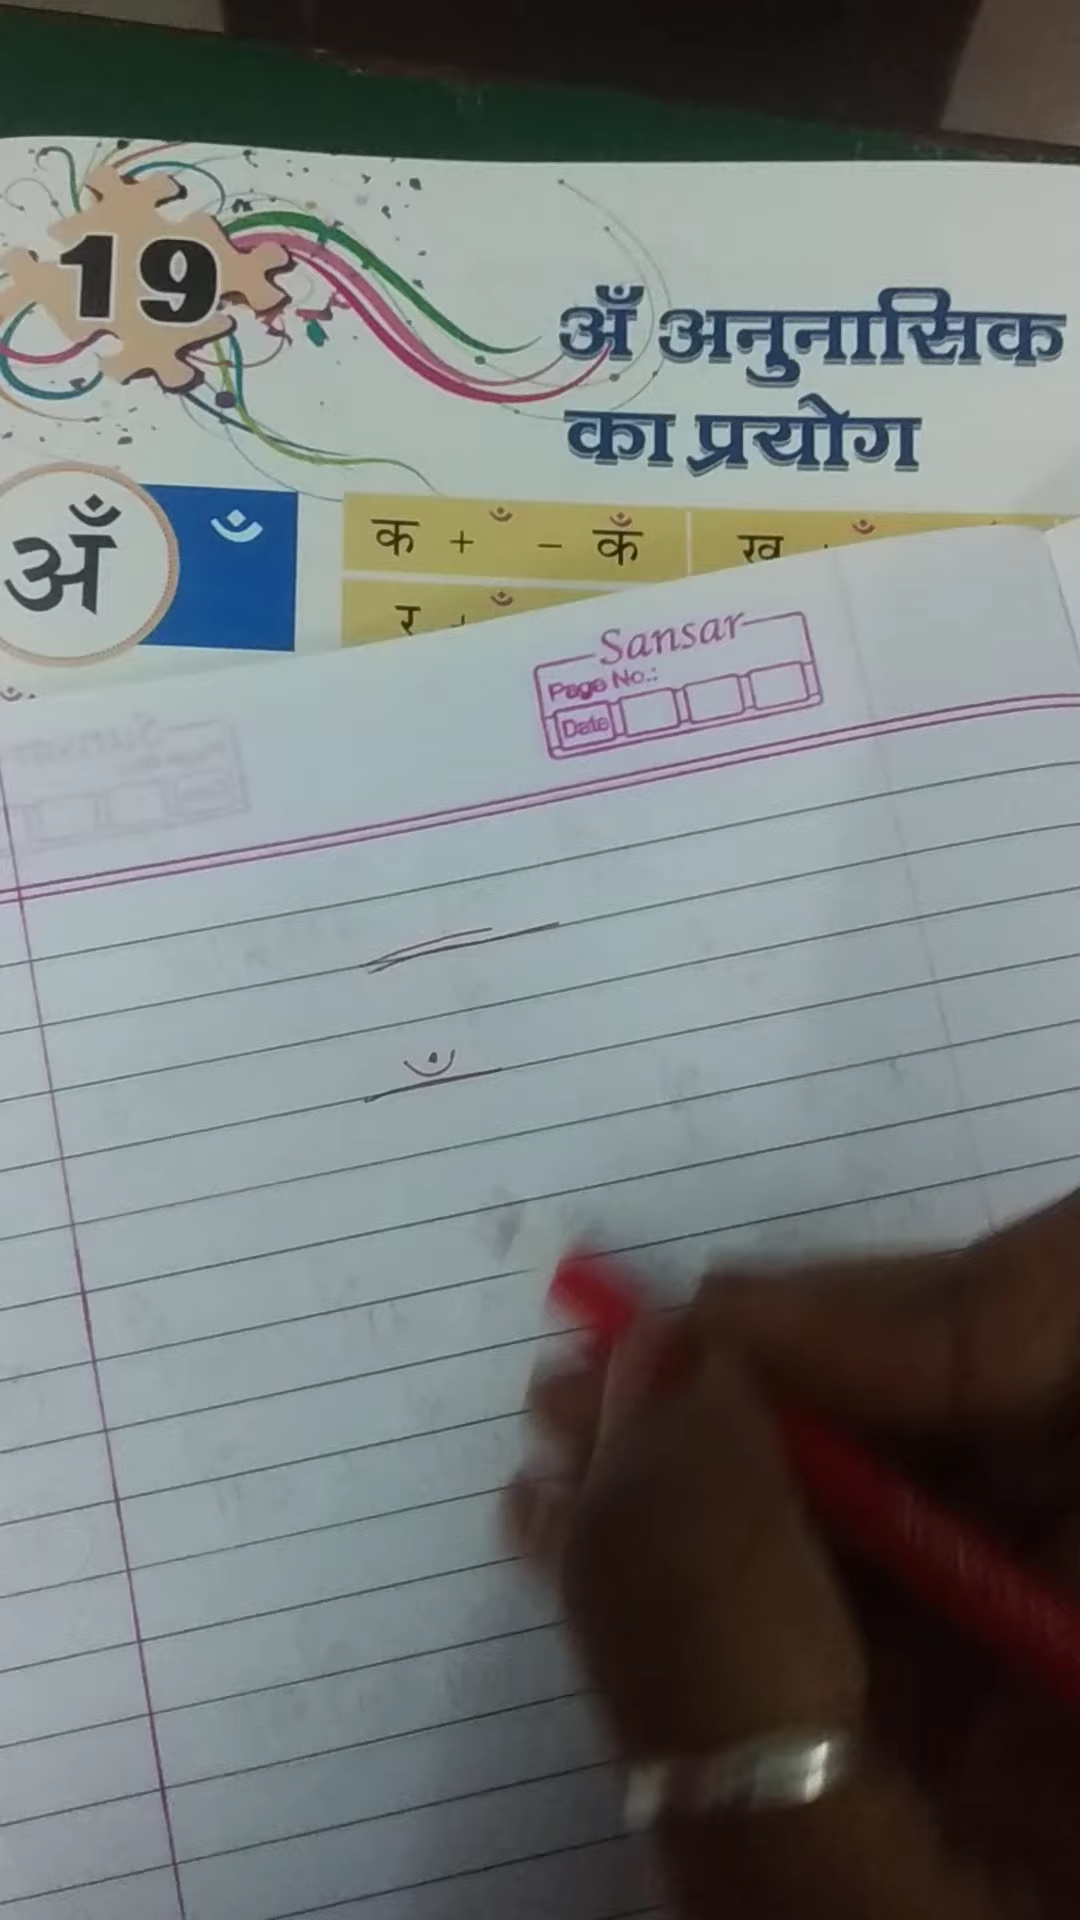 19
अँ अनुनासिक
का प्रयोग
अँ ँ
क + ँ - कँ ख ँ
र + ँ
Sansar
Page No.:
Date
ँ